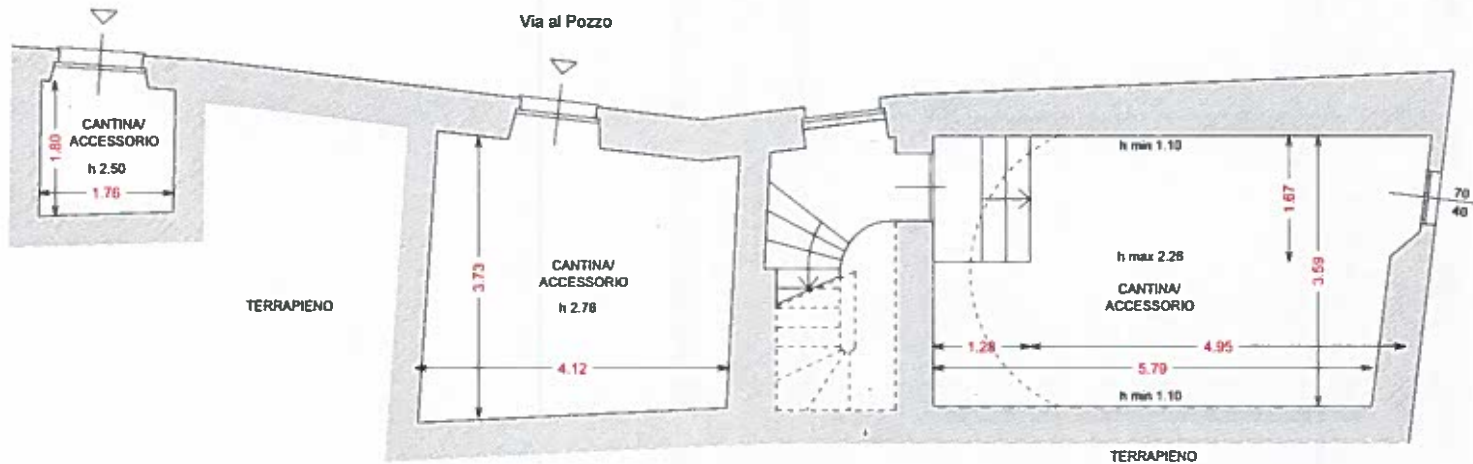 Via al Pozzo
CANTINA/
ACCESSORIO
h 2.50
1.80
1.76
TERRAPIENO
3.73
CANTINA/
ACCESSORIO
h 2.78
4.12
h min 1.10
1.67
70
40
h max 2.26
CANTINA/
ACCESSORIO
3.59
1.28
4.95
5.79
h min 1.10
TERRAPIENO